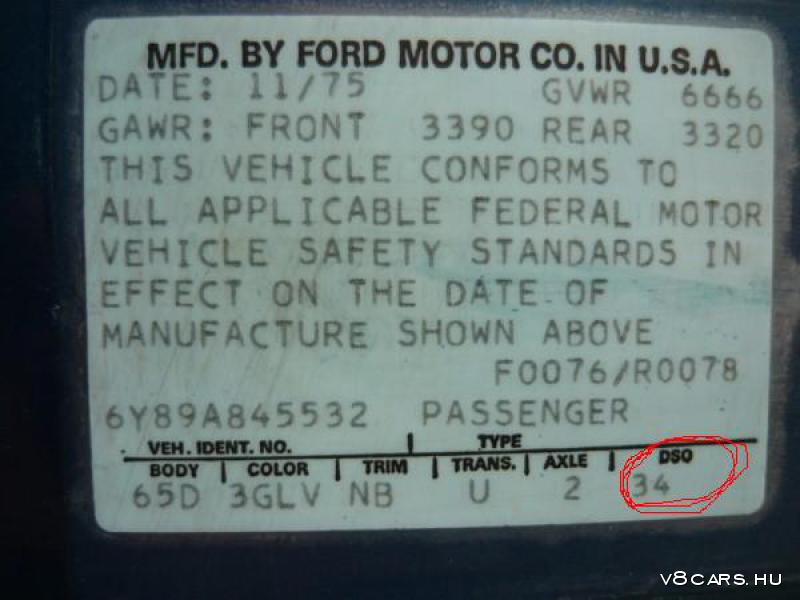 MFD. BY FORD MOTOR CO. IN U.S.A.
DATE: 11/75 GVWR 6666
GAWR: FRONT 3390 REAR 3320
THIS VEHICLE CONFORMS TO
ALL APPLICABLE FEDERAL MOTOR
VEHICLE SAFETY STANDARDS IN
EFFECT ON THE DATE OF
MANUFACTURE SHOWN ABOVE
F0076/R0078
6Y89A845532 PASSENGER
VEH. IDENT. NO. | TYPE
BODY | COLOR | TRIM | TRANS. | AXLE | DSO
65D 3GLV NB U 2 34
V8CARS.HU